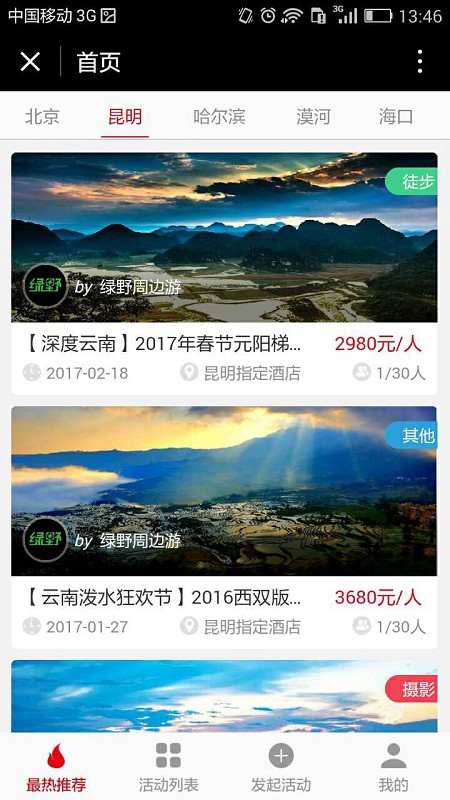 中国移动 3G 3G 13:46
首页
北京 昆明 哈尔滨 漠河 海口
徒步
绿野 by 绿野周边游
【深度云南】2017年春节元阳梯... 2980元/人
2017-02-18 昆明指定酒店 1/30人
其他
绿野 by 绿野周边游
【云南泼水狂欢节】2016西双版... 3680元/人
2017-01-27 昆明指定酒店 1/30人
摄影
最热推荐 活动列表 发起活动 我的